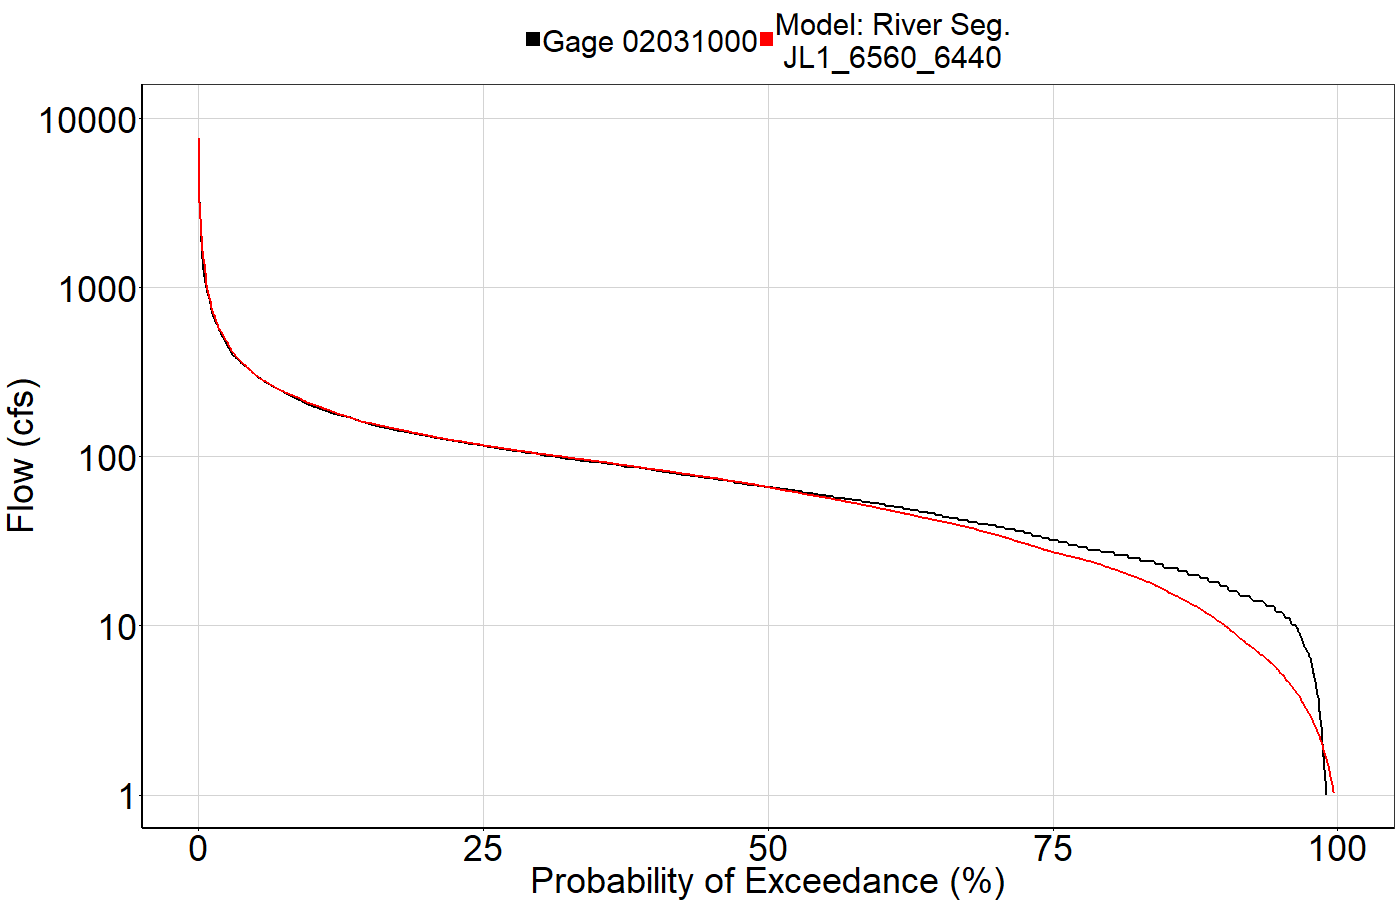 Gage 02031000
Model: River Seg.
JL1_6560_6440
10000
1000
100
10
1
Flow (cfs)
0 25 50 75 100
Probability of Exceedance (%)